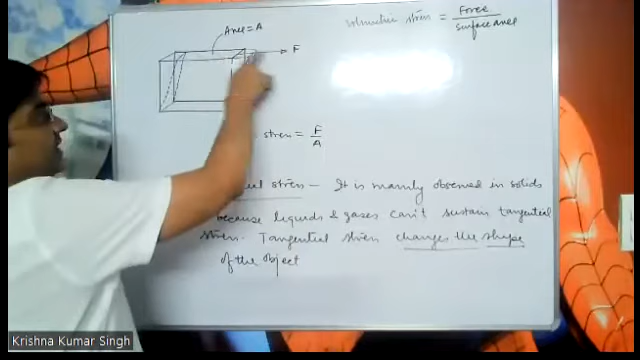 Area = A
F
volumetric stress = Force / surface area
stress = F / A
stress – It is mainly observed in solids
because liquids & gases can't sustain tangential
stress. Tangential stress changes the shape
of the object
Krishna Kumar Singh